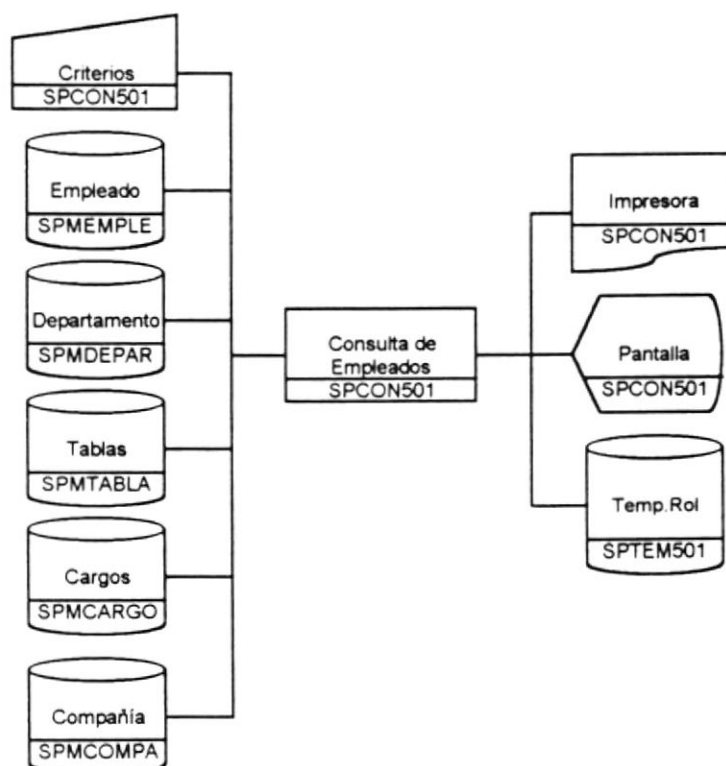 Criterios
SPCON501
Empleado
SPMEMPLE
Departamento
SPMDEPAR
Tablas
SPMTABLA
Cargos
SPMCARGO
Compañía
SPMCOMPA
Consulta de
Empleados
SPCON501
Impresora
SPCON501
Pantalla
SPCON501
Temp.Rol
SPTEM501